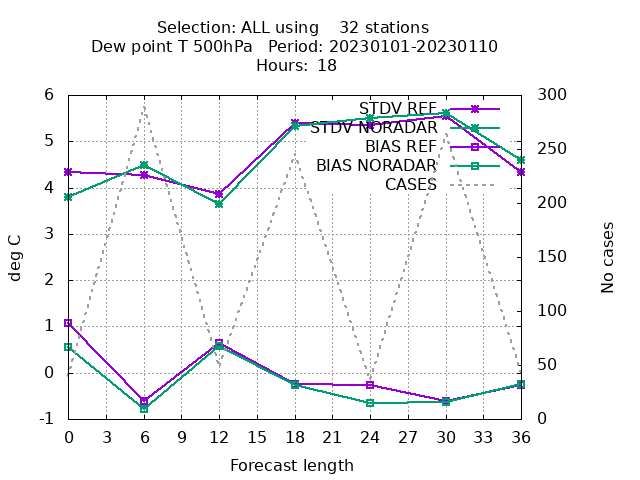 Selection: ALL using    32 stations
Dew point T 500hPa   Period: 20230101-20230110
Hours: 18
STDV REF
STDV NORADAR
BIAS REF
BIAS NORADAR
CASES
6
5
4
3
2
1
0
-1
deg C
300
250
200
150
100
50
0
No cases
0 3 6 9 12 15 18 21 24 27 30 33 36
Forecast length